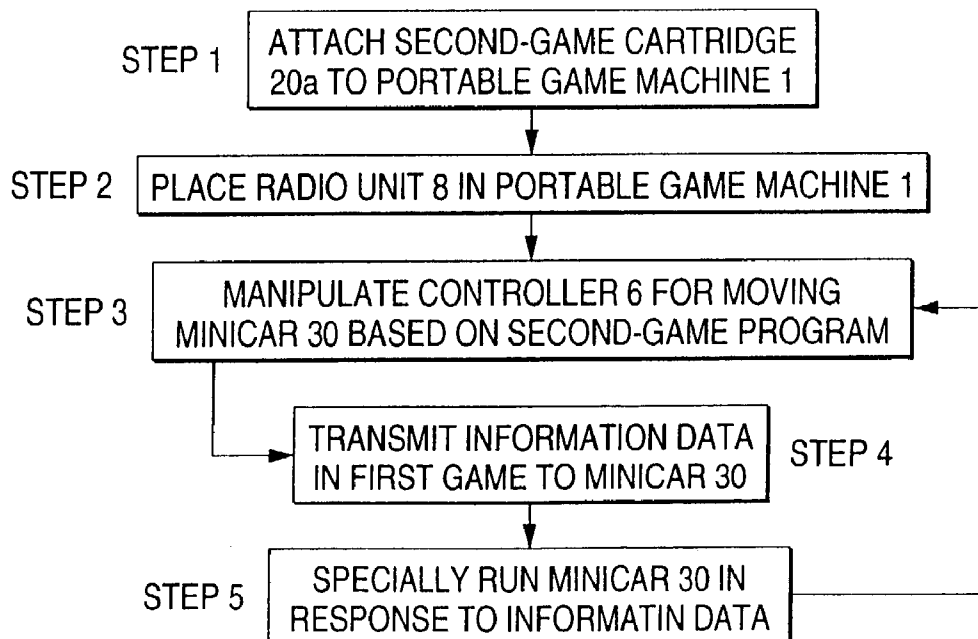 STEP 1
ATTACH SECOND-GAME CARTRIDGE
20a TO PORTABLE GAME MACHINE 1
STEP 2
PLACE RADIO UNIT 8 IN PORTABLE GAME MACHINE 1
STEP 3
MANIPULATE CONTROLLER 6 FOR MOVING
MINICAR 30 BASED ON SECOND-GAME PROGRAM
TRANSMIT INFORMATION DATA
IN FIRST GAME TO MINICAR 30
STEP 4
STEP 5
SPECIALLY RUN MINICAR 30 IN
RESPONSE TO INFORMATIN DATA